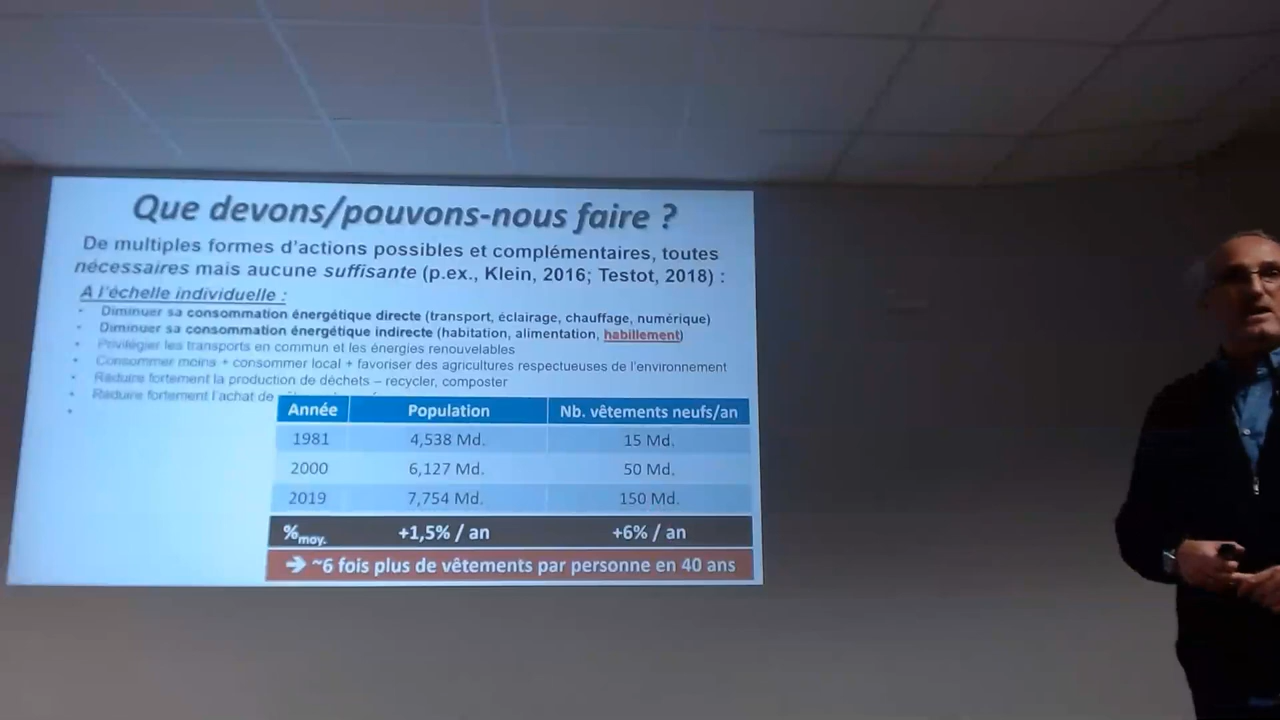 Que devons/pouvons-nous faire ?
De multiples formes d'actions possibles et complémentaires, toutes
nécessaires mais aucune suffisante (p.ex., Klein, 2016; Testot, 2018) :
A l'échelle individuelle :
• Diminuer sa consommation énergétique directe (transport, éclairage, chauffage, numérique)
• Diminuer sa consommation énergétique indirecte (habitation, alimentation, habillement)
• Privilégier les transports en commun et les énergies renouvelables
• Consommer moins + consommer local + favoriser des agricultures respectueuses de l'environnement
• Réduire fortement la production de déchets – recycler, composter
• Réduire fortement l'achat de
Année Population Nb. vêtements neufs/an
1981 4,538 Md. 15 Md.
2000 6,127 Md. 50 Md.
2019 7,754 Md. 150 Md.
%moy. +1,5% / an +6% / an
➔ ~6 fois plus de vêtements par personne en 40 ans